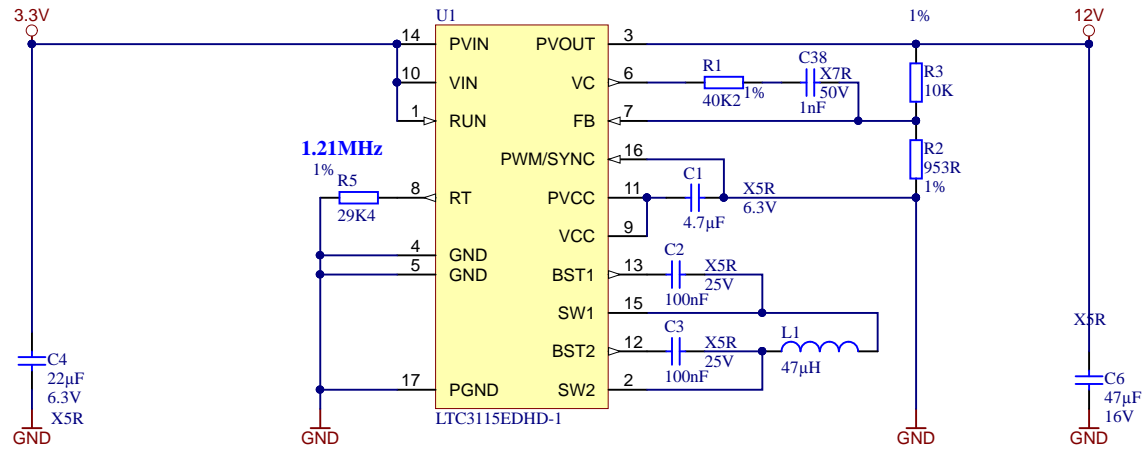 3.3V
U1
1%
12V
14
PVIN
PVOUT
3
10
VIN
VC
6
R1
40K2
1%
C38
X7R
50V
1nF
R3
10K
1
RUN
FB
7
1.21MHz
1%
R5
29K4
8
RT
PWM/SYNC
16
R2
953R
1%
PVCC
11
C1
4.7µF
X5R
6.3V
VCC
9
4
GND
5
GND
BST1
13
C2
100nF
X5R
25V
SW1
15
BST2
12
C3
100nF
X5R
25V
L1
47µH
SW2
2
17
PGND
LTC3115EDHD-1
C4
22µF
6.3V
X5R
X5R
C6
47µF
16V
GND
GND
GND
GND